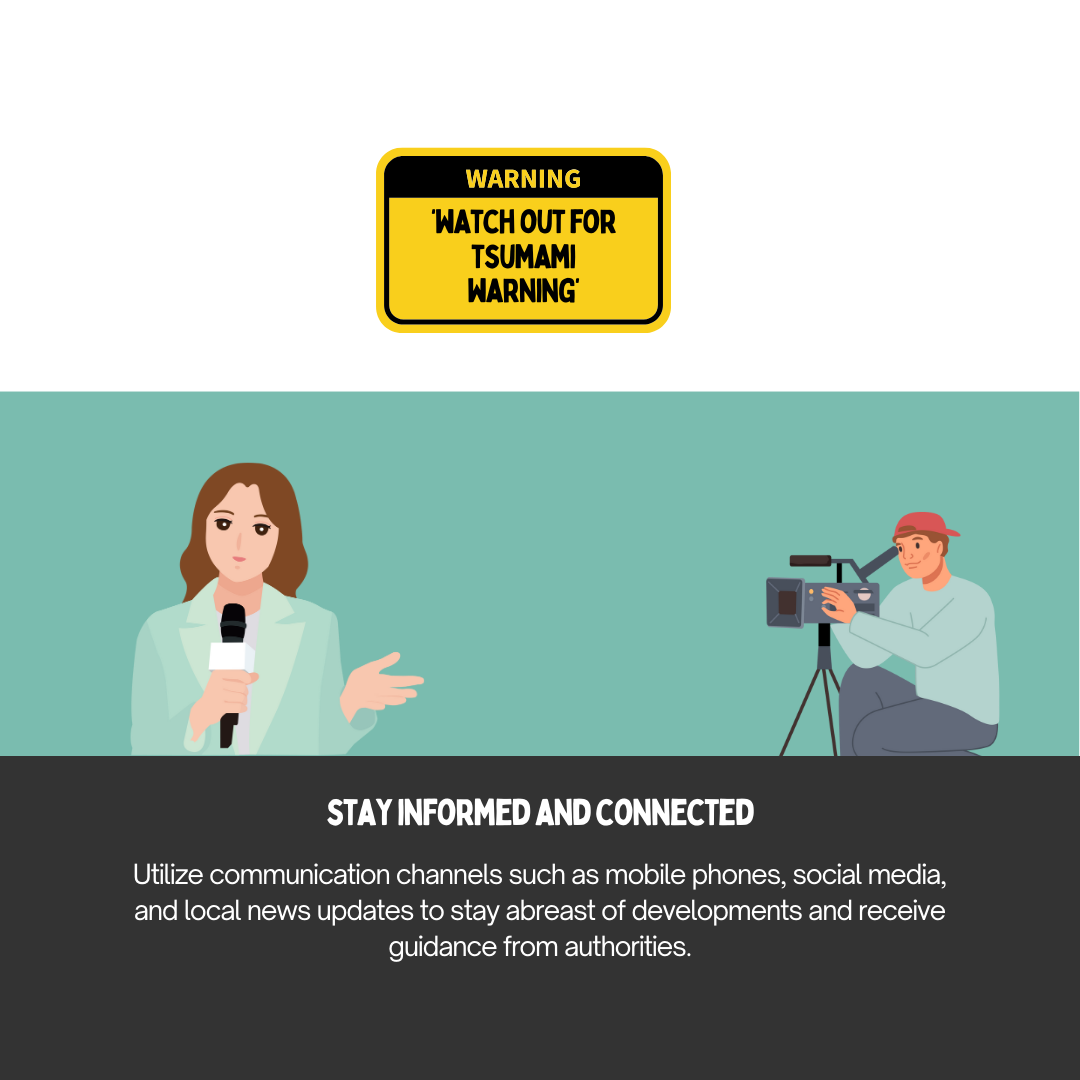 WARNING
'WATCH OUT FOR
TSUMAMI
WARNING'
STAY INFORMED AND CONNECTED
Utilize communication channels such as mobile phones, social media,
and local news updates to stay abreast of developments and receive
guidance from authorities.